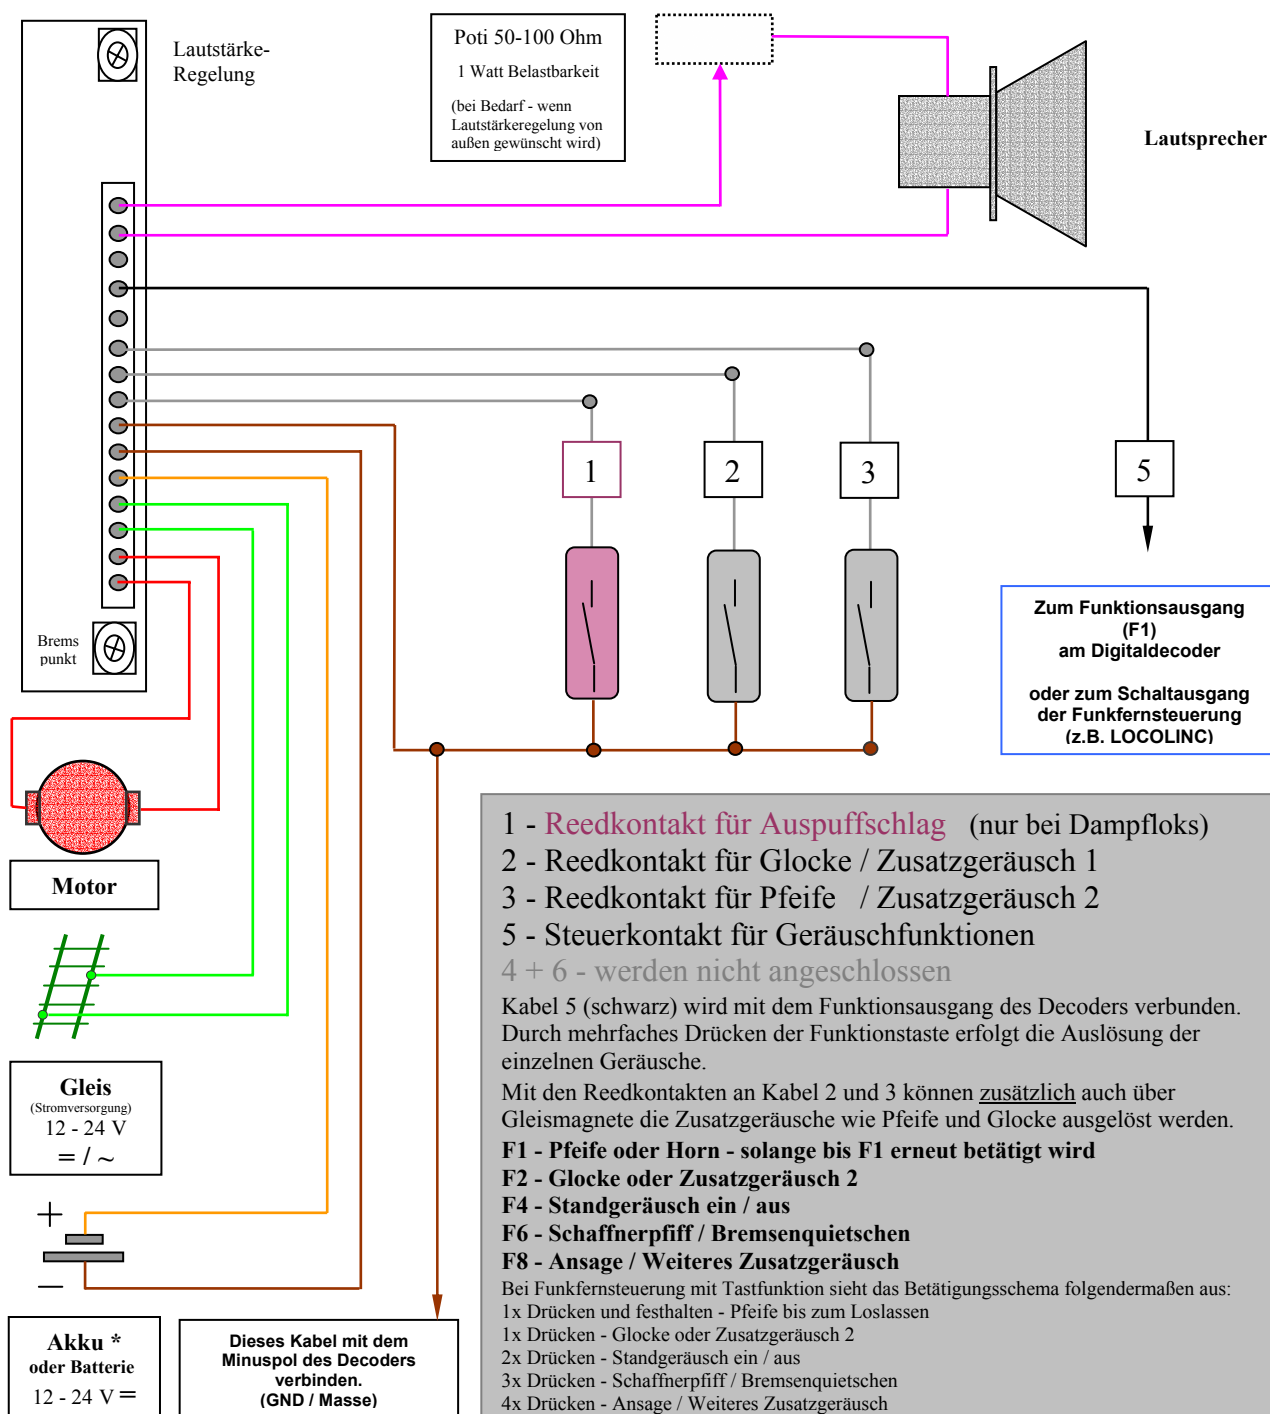 Lautstärke-
Regelung
Poti 50-100 Ohm
1 Watt Belastbarkeit
(bei Bedarf - wenn
Lautstärkeregelung von
außen gewünscht wird)
Lautsprecher
1
2
3
5
Zum Funktionsausgang
(F1)
am Digitaldecoder
oder zum Schaltausgang
der Funkfernsteuerung
(z.B. LOCOLINC)
Brems
punkt
Motor
Gleis
(Stromversorgung)
12 - 24 V
= / ~
+
–
Akku *
oder Batterie
12 - 24 V =
Dieses Kabel mit dem
Minuspol des Decoders
verbinden.
(GND / Masse)
1 - Reedkontakt für Auspuffschlag (nur bei Dampfloks)
2 - Reedkontakt für Glocke / Zusatzgeräusch 1
3 - Reedkontakt für Pfeife / Zusatzgeräusch 2
5 - Steuerkontakt für Geräuschfunktionen
4 + 6 - werden nicht angeschlossen
Kabel 5 (schwarz) wird mit dem Funktionsausgang des Decoders verbunden.
Durch mehrfaches Drücken der Funktionstaste erfolgt die Auslösung der
einzelnen Geräusche.
Mit den Reedkontakten an Kabel 2 und 3 können zusätzlich auch über
Gleismagnete die Zusatzgeräusche wie Pfeife und Glocke ausgelöst werden.
F1 - Pfeife oder Horn - solange bis F1 erneut betätigt wird
F2 - Glocke oder Zusatzgeräusch 2
F4 - Standgeräusch ein / aus
F6 - Schaffnerpfiff / Bremsenquietschen
F8 - Ansage / Weiteres Zusatzgeräusch
Bei Funkfernsteuerung mit Tastfunktion sieht das Betätigungsschema folgendermaßen aus:
1x Drücken und festhalten - Pfeife bis zum Loslassen
1x Drücken - Glocke oder Zusatzgeräusch 2
2x Drücken - Standgeräusch ein / aus
3x Drücken - Schaffnerpfiff / Bremsenquietschen
4x Drücken - Ansage / Weiteres Zusatzgeräusch